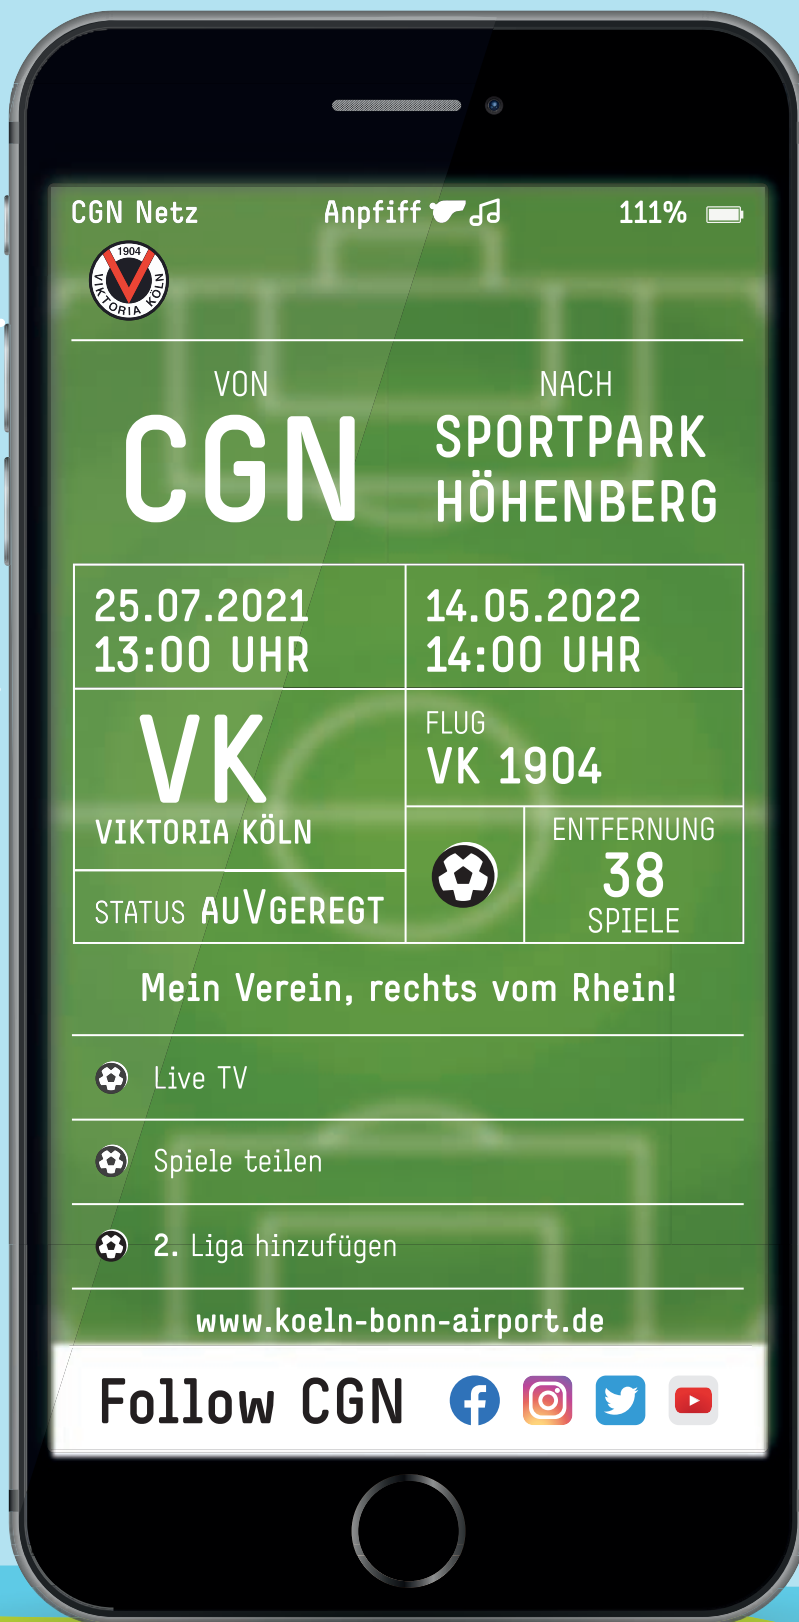 CGN Netz
Anpfiff
111%
1904
VIKTORIA KÖLN
VON
CGN
NACH
SPORTPARK
HÖHENBERG
25.07.2021
13:00 UHR
14.05.2022
14:00 UHR
VK
VIKTORIA KÖLN
FLUG
VK 1904
STATUS AUVGEREGT
ENTFERNUNG
38
SPIELE
Mein Verein, rechts vom Rhein!
Live TV
Spiele teilen
2. Liga hinzufügen
www.koeln-bonn-airport.de
Follow CGN